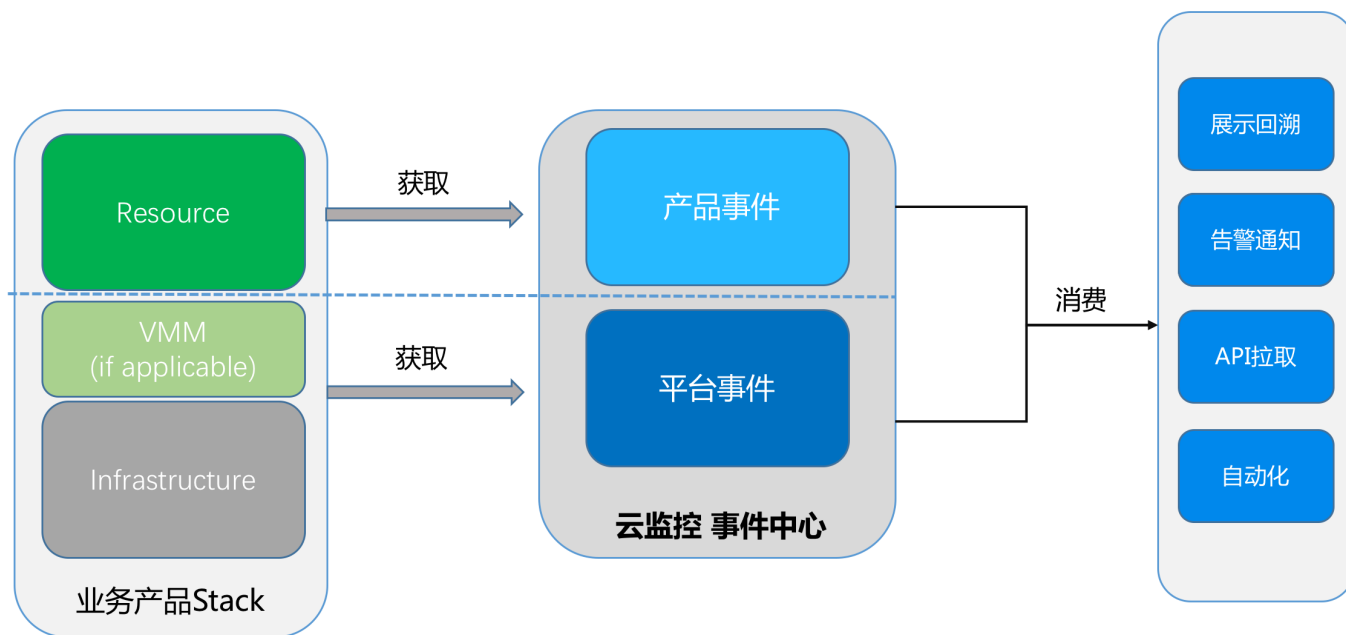 Resource
VMM
(if applicable)
Infrastructure
业务产品Stack
获取
获取
产品事件
平台事件
云监控 事件中心
消费
展示回溯
告警通知
API拉取
自动化